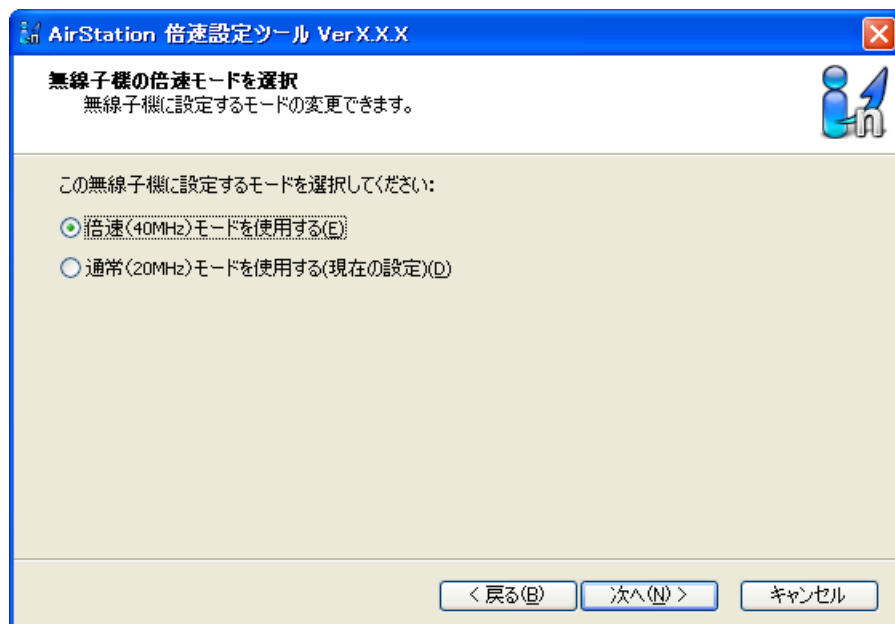 AirStation 倍速設定ツール VerX.X.X
無線子機の倍速モードを選択
無線子機に設定するモードの変更できます。
n
この無線子機に設定するモードを選択してください:
倍速(40MHz)モードを使用する(E)
通常(20MHz)モードを使用する(現在の設定)(D)
< 戻る(B) 次へ(N) > キャンセル